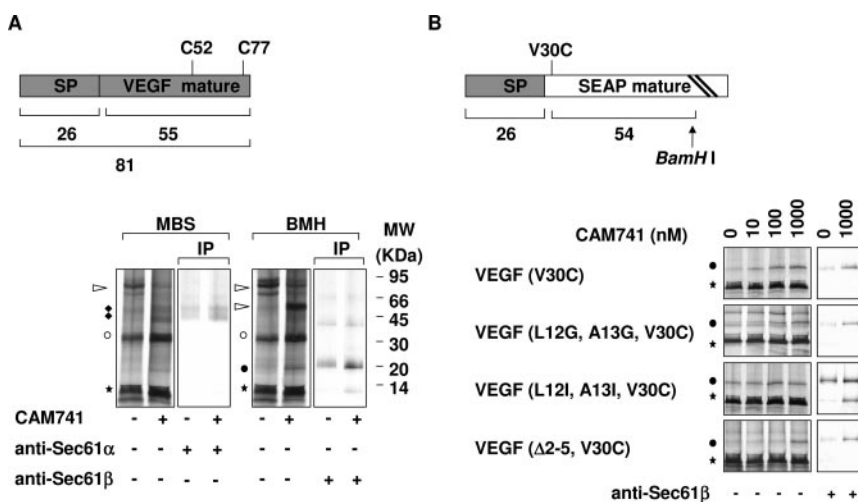 A
C52 C77
SP VEGF mature
26 55
81
MBS BMH
IP IP
MW
(KDa)
95
66
45
30
20
14
CAM741 - + - + - + - +
anti-Sec61α - - + + - - - -
anti-Sec61β - - - - - - + +
B
V30C
SP SEAP mature
26 54
BamH I
CAM741 (nM) 0 10 100 1000 0 1000
VEGF (V30C)
VEGF (L12G, A13G, V30C)
VEGF (L12I, A13I, V30C)
VEGF (Δ2-5, V30C)
anti-Sec61β - - - - + +